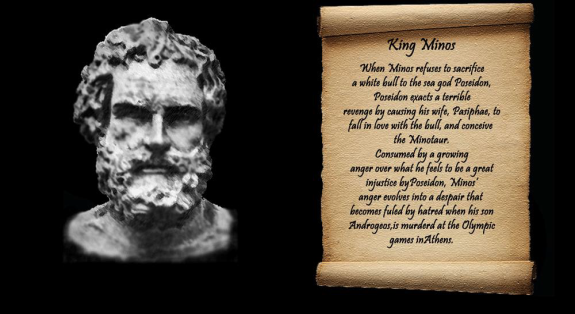 King Minos
When Minos refuses to sacrifice
a white bull to the sea god Poseidon,
Poseidon exacts a terrible
revenge by causing his wife, Pasiphae, to
fall in love with the bull, and conceive
the Minotaur.
Consumed by a growing
anger over what he feels to be a great
injustice byPoseidon, Minos'
anger evolves into a despair that
becomes fuled by hatred when his son
Androgeos,is murderd at the Olympic
games inAthens.